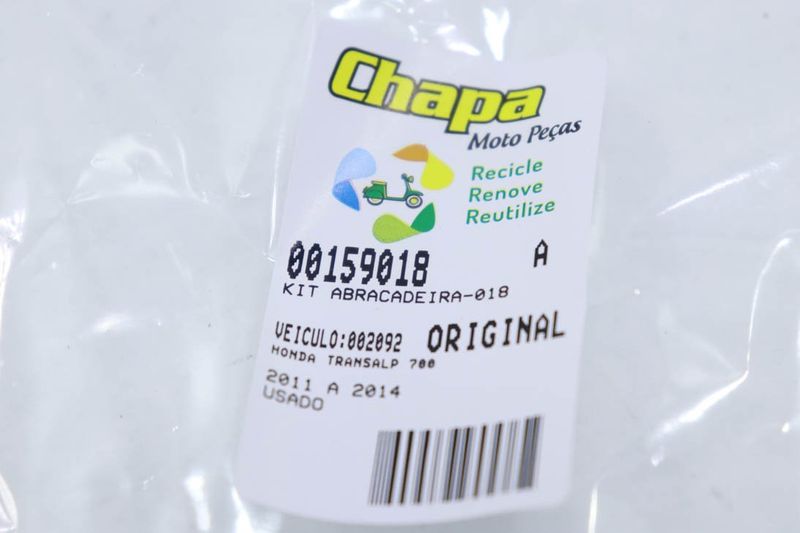 Chapa
Moto Peças
Recicle
Renove
Reutilize
00159018 A
KIT ABRACADEIRA-018
VEICULO:002092 ORIGINAL
HONDA TRANSALP 700
2011 A 2014
USADO